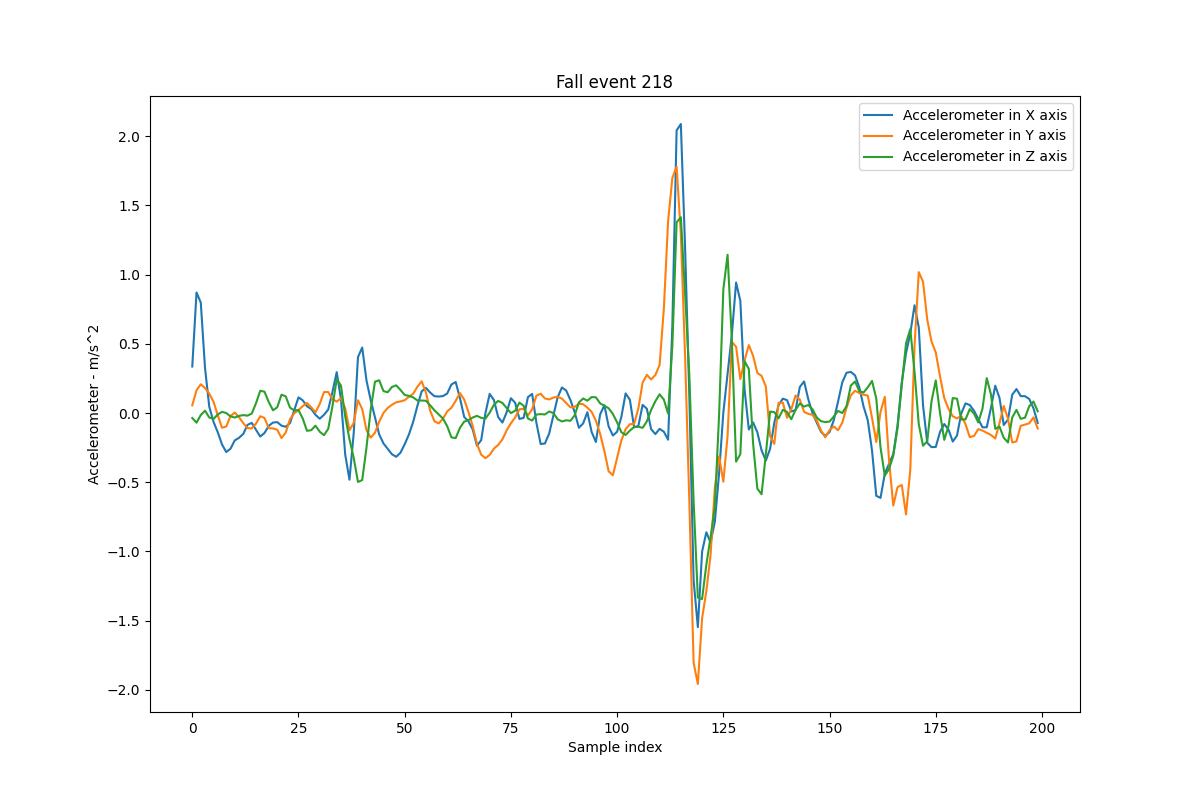 Fall event 218
Accelerometer in X axis
Accelerometer in Y axis
Accelerometer in Z axis
2.0
1.5
1.0
0.5
0.0
−0.5
−1.0
−1.5
−2.0
Accelerometer - m/s^2
0 25 50 75 100 125 150 175 200
Sample index